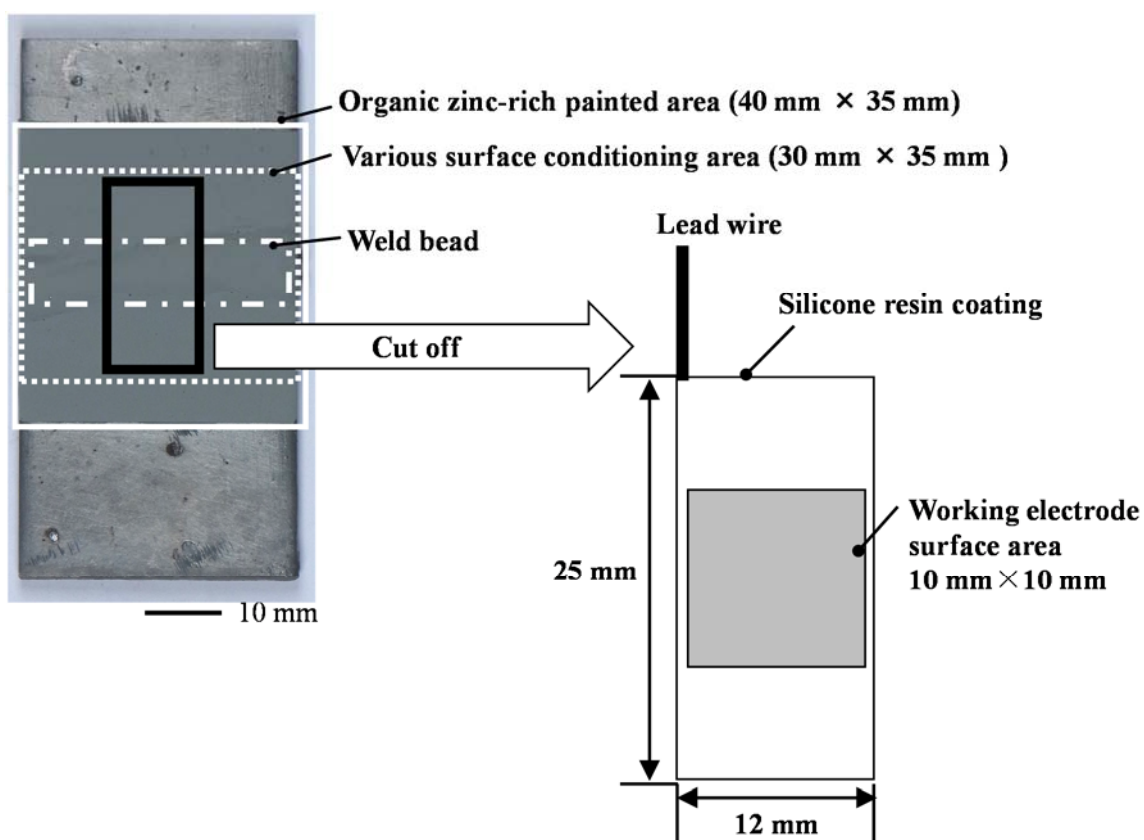 Organic zinc-rich painted area (40 mm × 35 mm)
Various surface conditioning area (30 mm × 35 mm )
Weld bead
Lead wire
Silicone resin coating
Cut off
Working electrode
surface area
10 mm×10 mm
25 mm
10 mm
12 mm